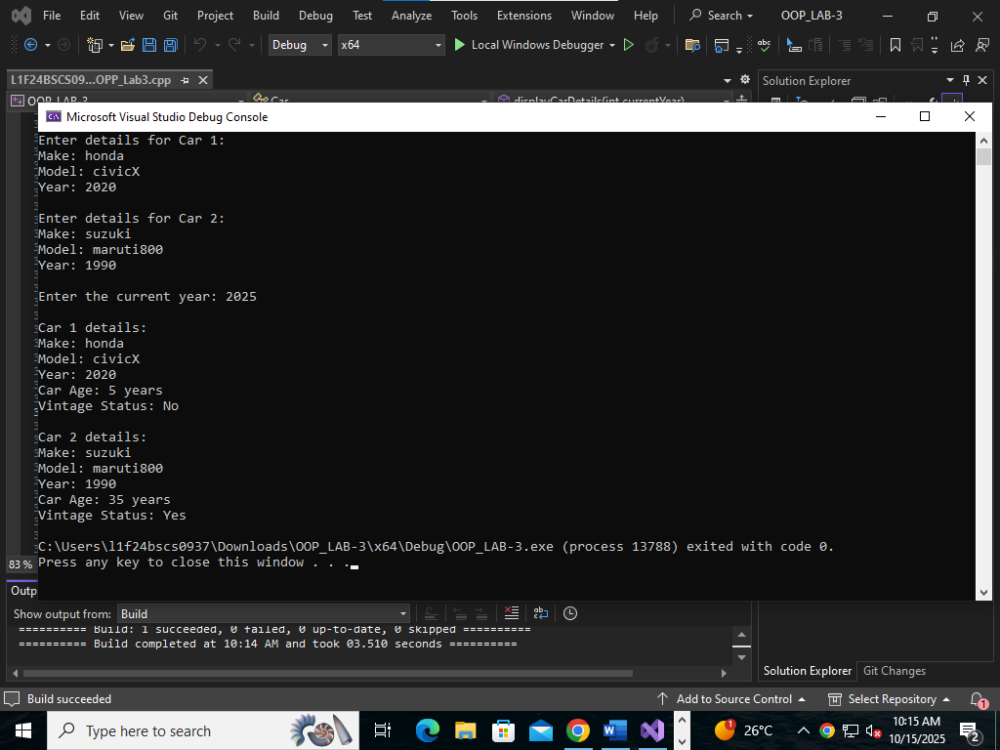 File Edit View Git Project Build Debug Test Analyze Tools Extensions Window Help Search OOP_LAB-3
Debug x64 Local Windows Debugger
L1F24BSCS09...OPP_Lab3.cpp Solution Explorer
OOP_LAB-3 Car displayCarDetails(int currentYear)
Microsoft Visual Studio Debug Console
Enter details for Car 1:
Make: honda
Model: civicX
Year: 2020
Enter details for Car 2:
Make: suzuki
Model: maruti800
Year: 1990
Enter the current year: 2025
Car 1 details:
Make: honda
Model: civicX
Year: 2020
Car Age: 5 years
Vintage Status: No
Car 2 details:
Make: suzuki
Model: maruti800
Year: 1990
Car Age: 35 years
Vintage Status: Yes
C:\Users\l1f24bscs0937\Downloads\OOP_LAB-3\x64\Debug\OOP_LAB-3.exe (process 13788) exited with code 0.
Press any key to close this window . . .
83 %
Outp
Show output from: Build
========== Build: 1 succeeded, 0 failed, 0 up-to-date, 0 skipped ==========
========== Build completed at 10:14 AM and took 03.510 seconds ==========
Solution Explorer Git Changes
Build succeeded Add to Source Control Select Repository 1
Type here to search 1 26°C 10:15 AM
10/15/2025 2